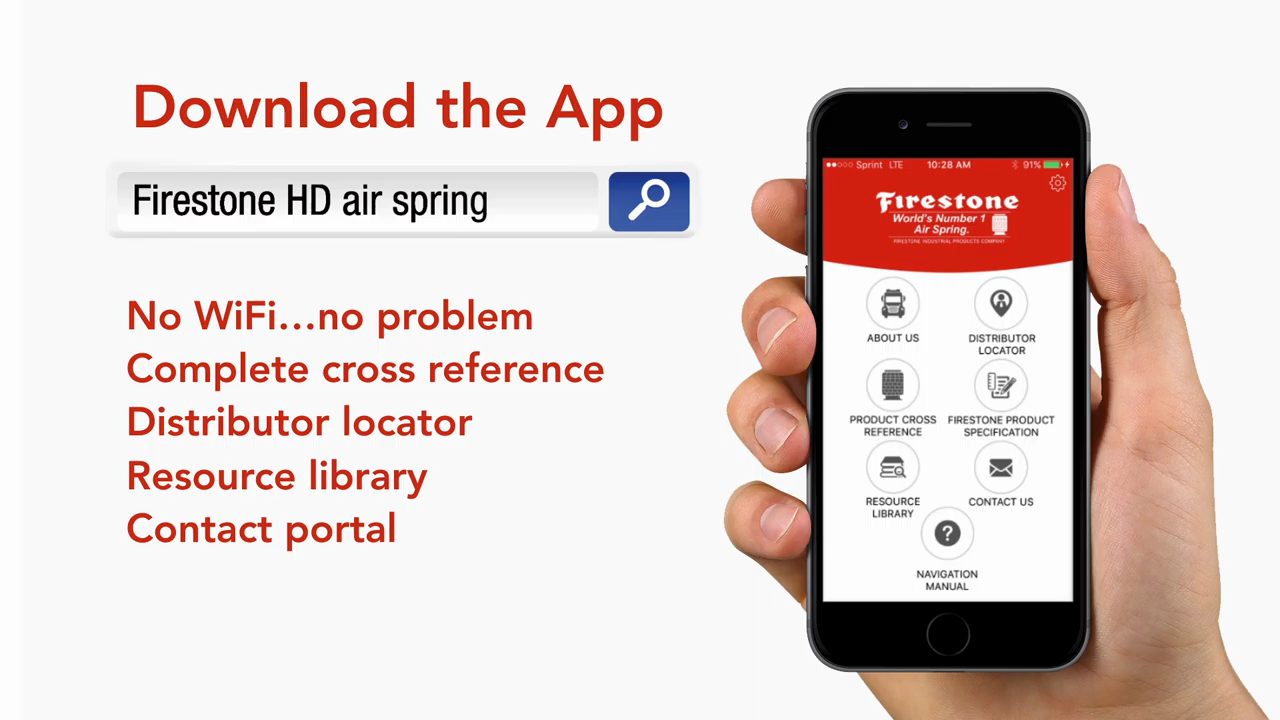 Download the App
Firestone HD air spring
No WiFi...no problem
Complete cross reference
Distributor locator
Resource library
Contact portal
Sprint LTE 10:28 AM 91%
Firestone
World's Number 1
Air Spring.
FIRESTONE INDUSTRIAL PRODUCTS COMPANY
ABOUT US
DISTRIBUTOR
LOCATOR
PRODUCT CROSS
REFERENCE
FIRESTONE PRODUCT
SPECIFICATION
RESOURCE
LIBRARY
CONTACT US
?
NAVIGATION
MANUAL